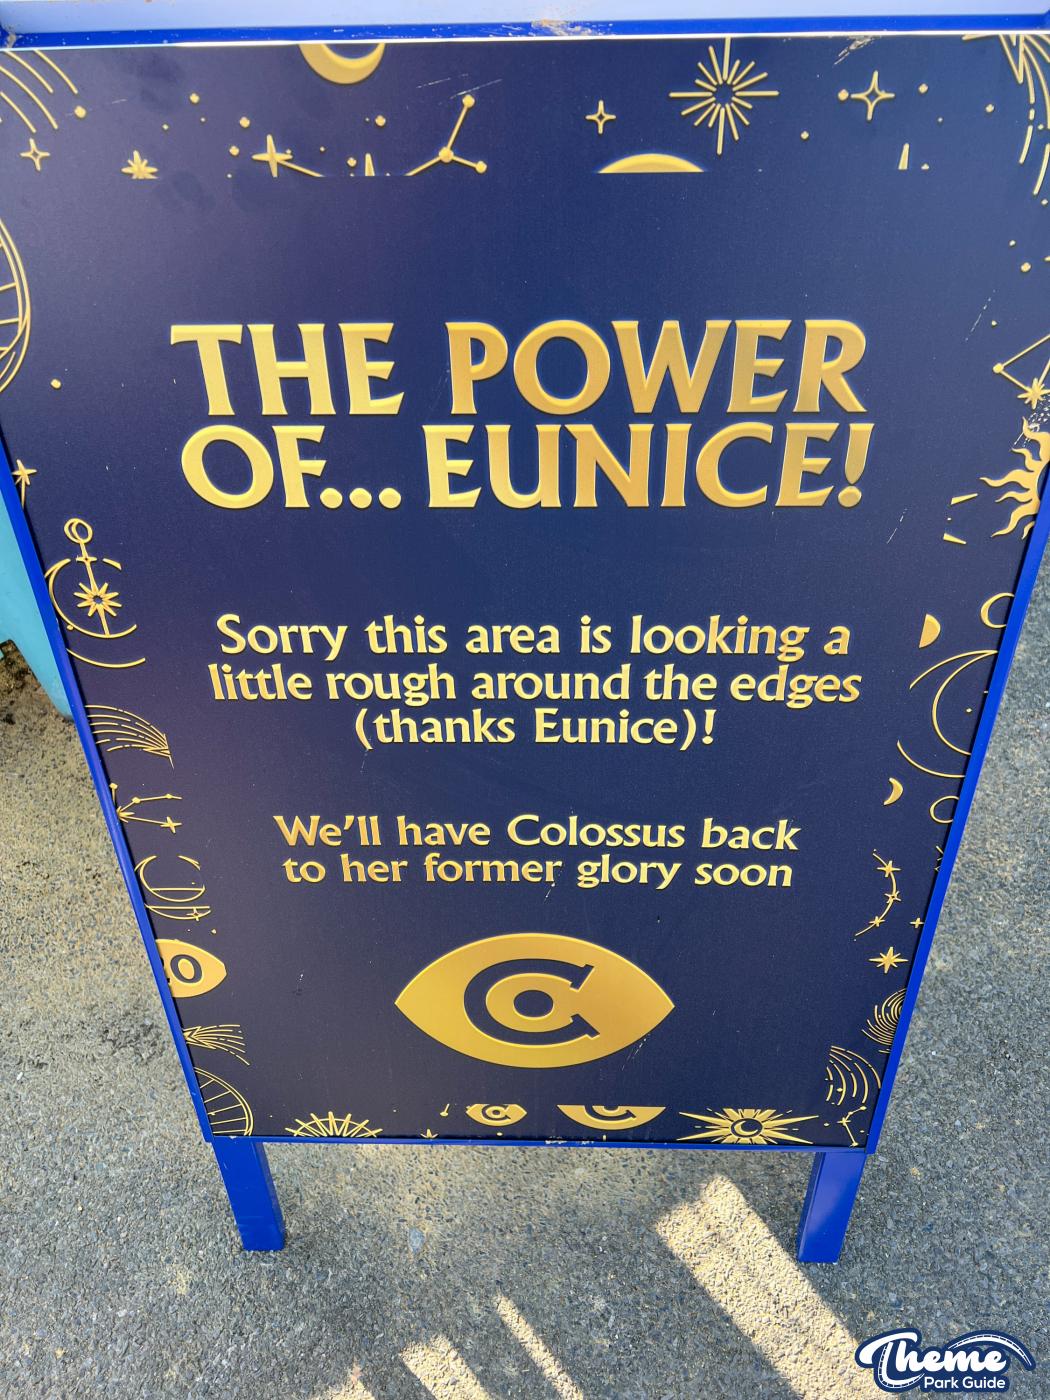 THE POWER
OF... EUNICE!
Sorry this area is looking a
little rough around the edges
(thanks Eunice)!
We'll have Colossus back
to her former glory soon
Theme
Park Guide